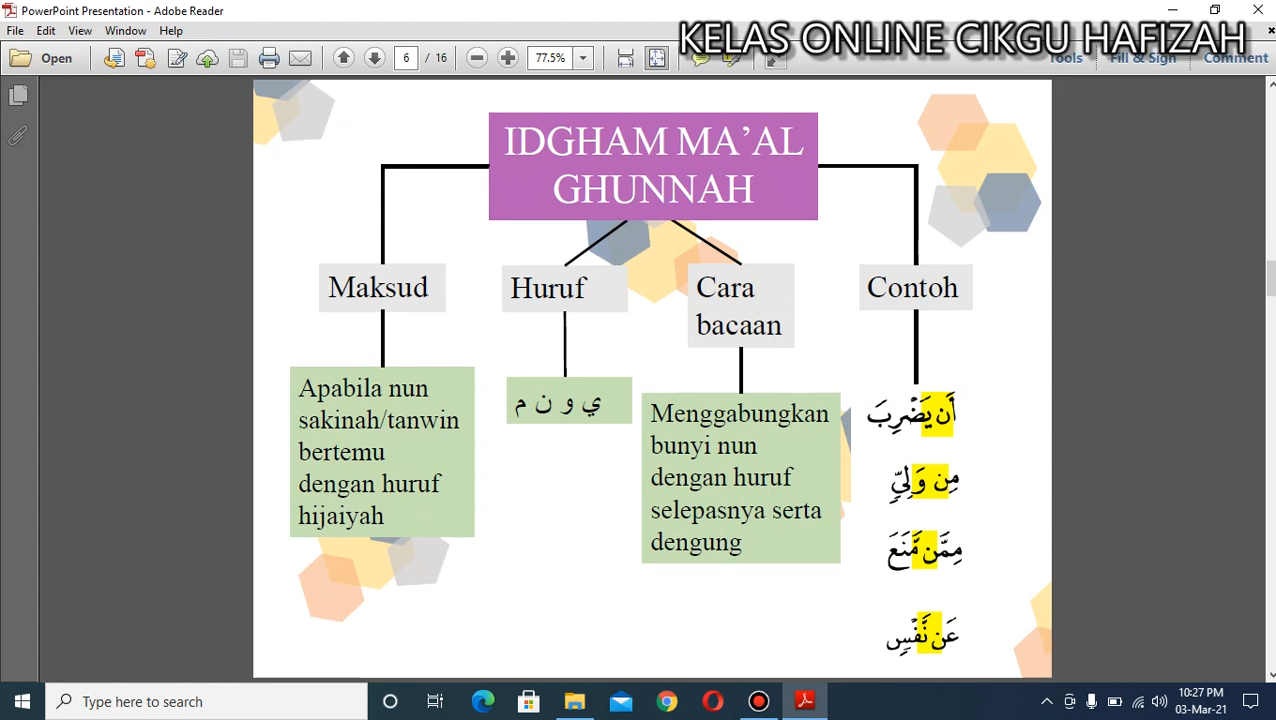 PowerPoint Presentation - Adobe Reader
File Edit View Window Help
KELAS ONLINE CIKGU HAFIZAH
Open 6 / 16 77.5% Tools Fill & Sign Comment
IDGHAM MA’AL
GHUNNAH
Maksud
Apabila nun
sakinah/tanwin
bertemu
dengan huruf
hijaiyah
Huruf
ي و ن م
Cara
bacaan
Menggabungkan
bunyi nun
dengan huruf
selepasnya serta
dengung
Contoh
أَن يَضْرِبَ
مِن وَلِيٍّ
مِمَّن مَّنَعَ
عَن نَّفْسٍ
Type here to search
10:27 PM
03-Mar-21